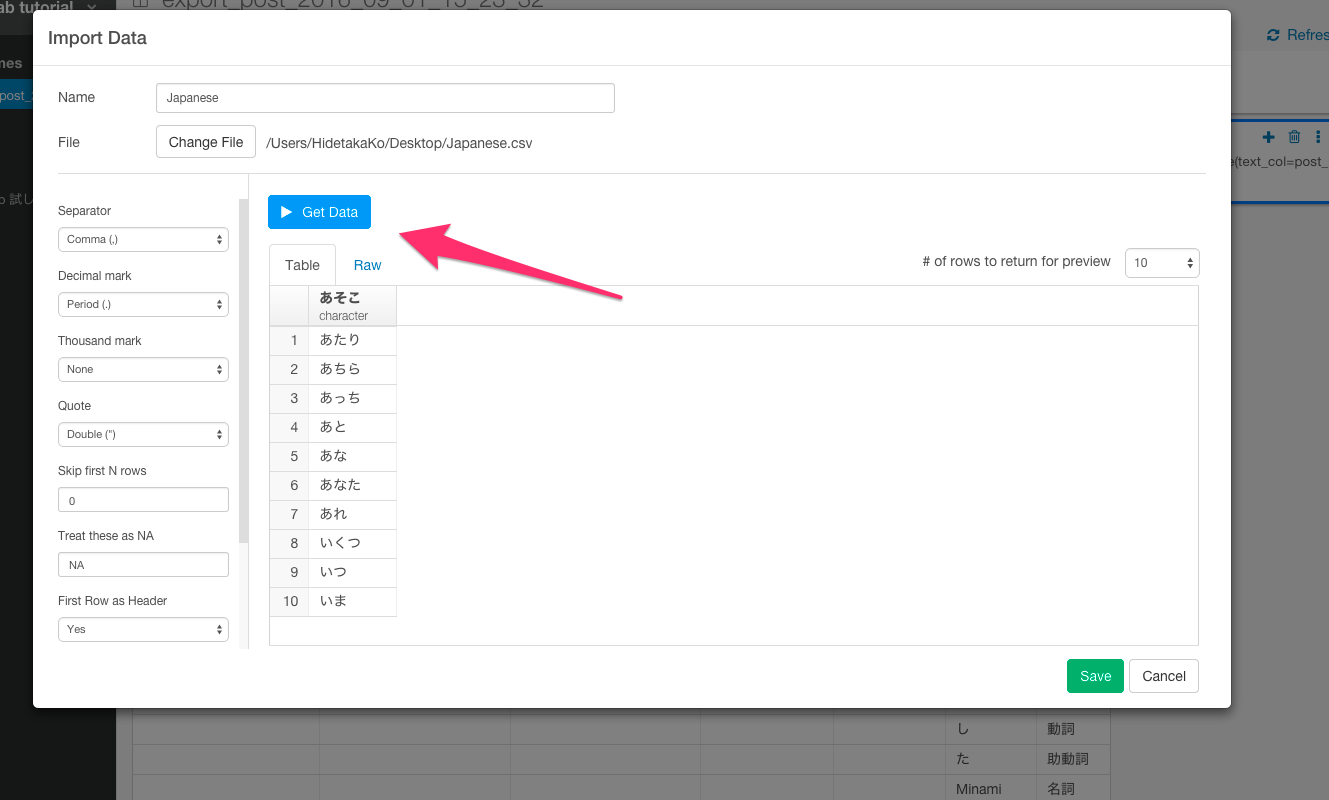 ab tutorial
export_post_2016_09_01_15_23_52
Refres
mes
post_
Import Data
Name
Japanese
File
Change File
/Users/HidetakaKo/Desktop/Japanese.csv
e(text_col=post_
試し
Separator
Comma (,)
Decimal mark
Period (.)
Thousand mark
None
Quote
Double (")
Skip first N rows
0
Treat these as NA
NA
First Row as Header
Yes
Get Data
Table
Raw
# of rows to return for preview
10
あそこ
character
1 あたり
2 あちら
3 あっち
4 あと
5 あな
6 あなた
7 あれ
8 いくつ
9 いつ
10 いま
Save
Cancel
し 動詞
た 助動詞
Minami 名詞